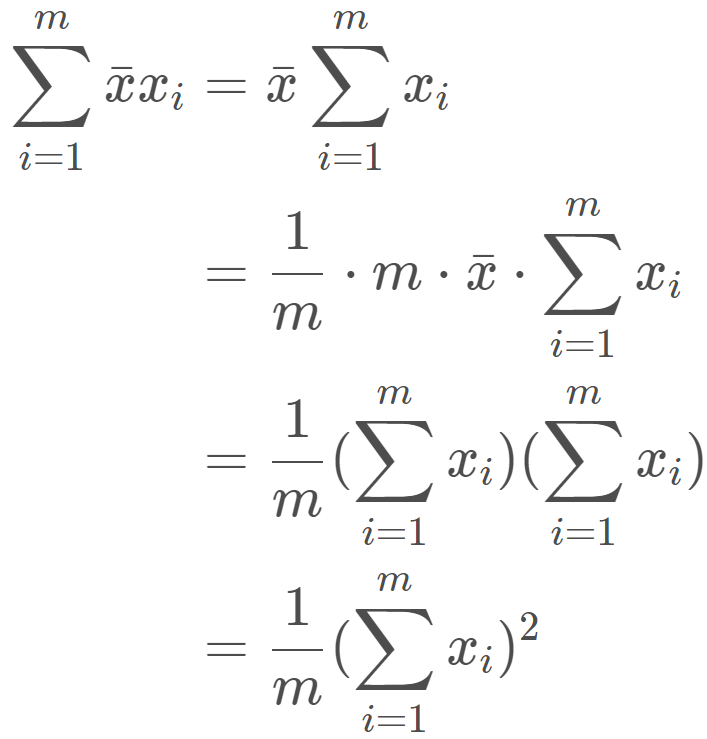 \sum_{i=1}^{m} \bar{x} x_i = \bar{x} \sum_{i=1}^{m} x_i
= \frac{1}{m} \cdot m \cdot \bar{x} \cdot \sum_{i=1}^{m} x_i
= \frac{1}{m} (\sum_{i=1}^{m} x_i)(\sum_{i=1}^{m} x_i)
= \frac{1}{m} (\sum_{i=1}^{m} x_i)^2